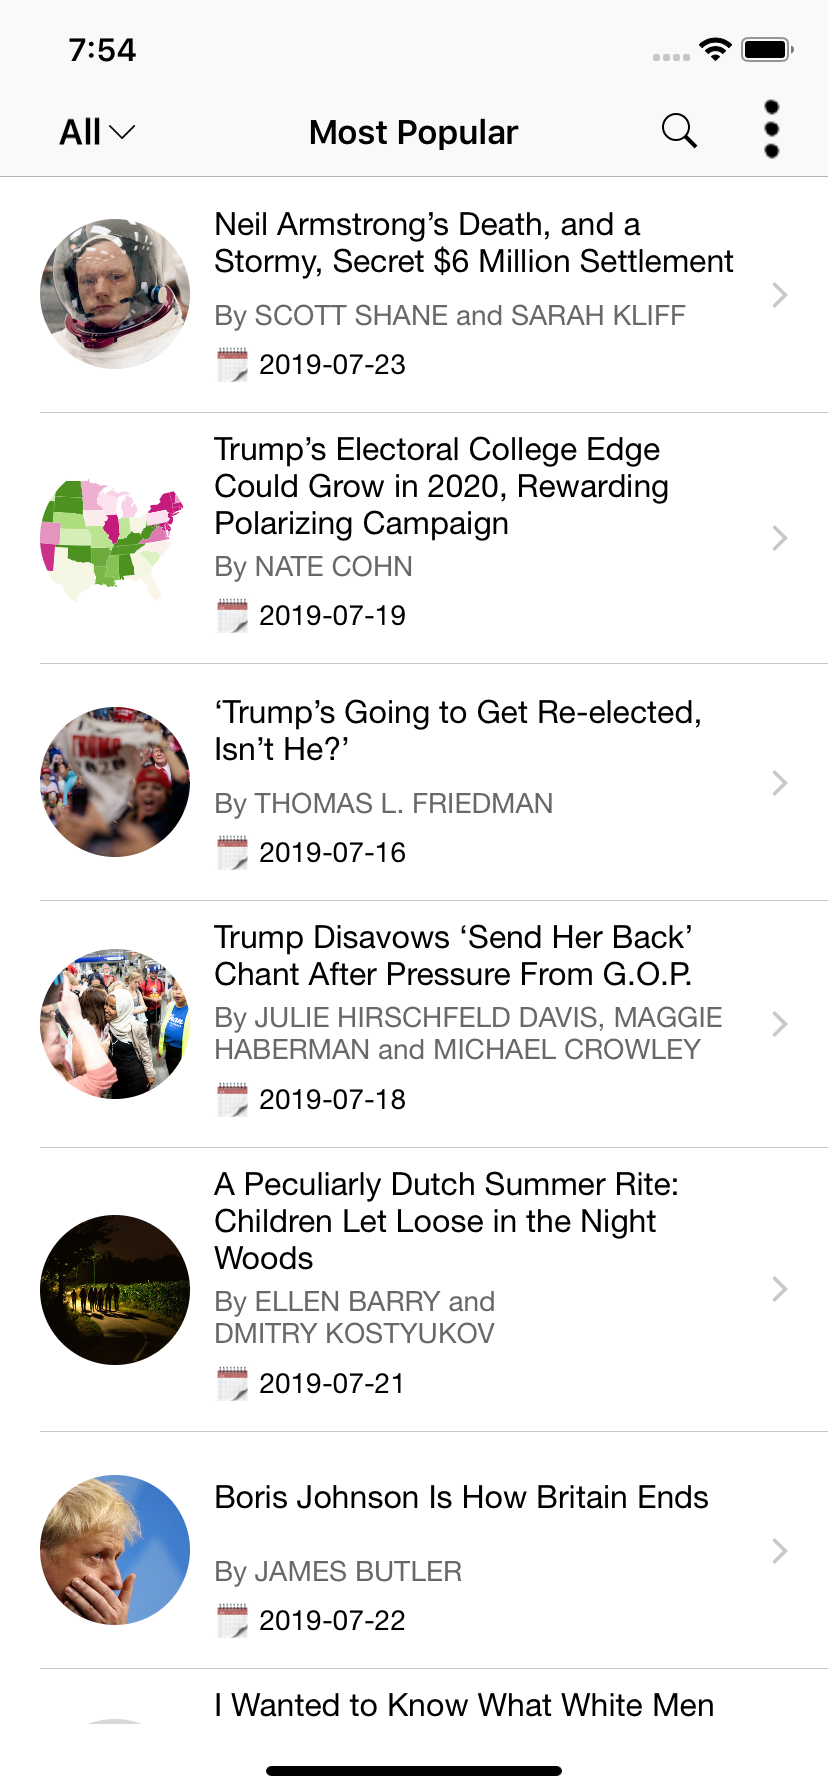 7:54
All
Most Popular
Neil Armstrong’s Death, and a
Stormy, Secret $6 Million Settlement
By SCOTT SHANE and SARAH KLIFF
2019-07-23
Trump’s Electoral College Edge
Could Grow in 2020, Rewarding
Polarizing Campaign
By NATE COHN
2019-07-19
‘Trump’s Going to Get Re-elected,
Isn’t He?’
By THOMAS L. FRIEDMAN
2019-07-16
TRUMP
2020
Trump Disavows ‘Send Her Back’
Chant After Pressure From G.O.P.
By JULIE HIRSCHFELD DAVIS, MAGGIE
HABERMAN and MICHAEL CROWLEY
2019-07-18
A Peculiarly Dutch Summer Rite:
Children Let Loose in the Night
Woods
By ELLEN BARRY and
DMITRY KOSTYUKOV
2019-07-21
Boris Johnson Is How Britain Ends
By JAMES BUTLER
2019-07-22
I Wanted to Know What White Men